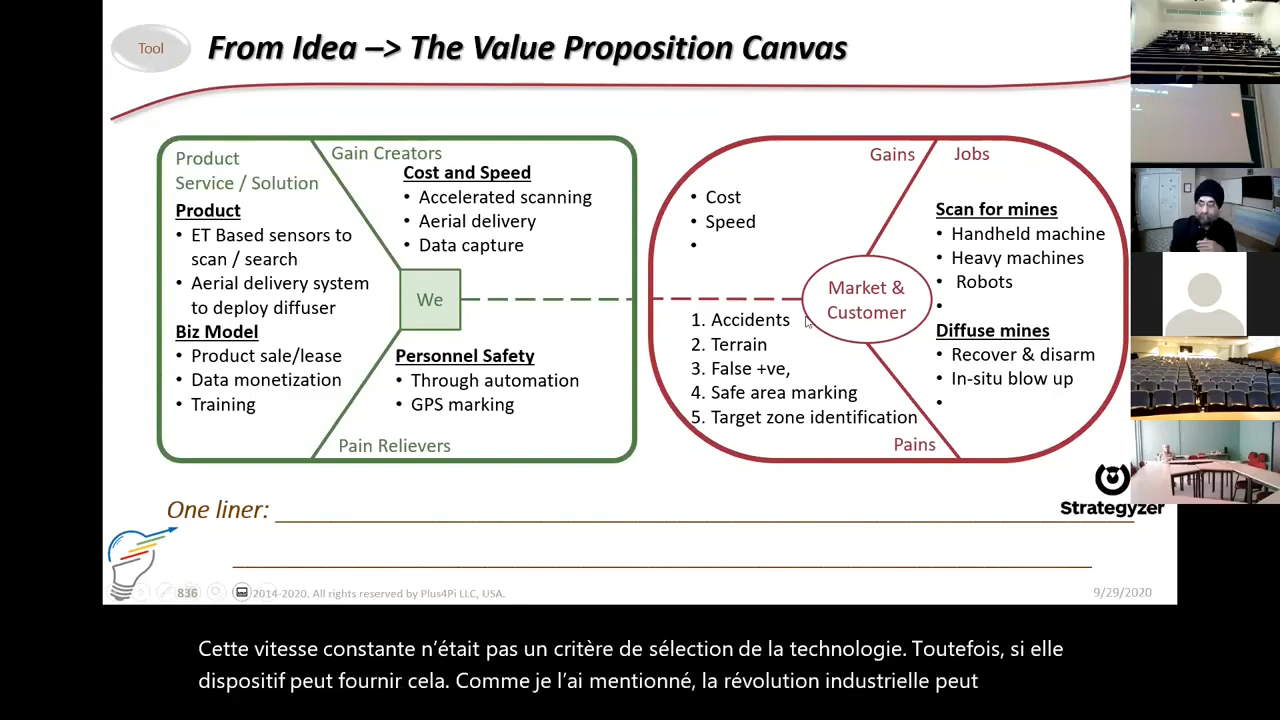 Tool
From Idea –> The Value Proposition Canvas
Product
Service / Solution
Product
• ET Based sensors to
scan / search
• Aerial delivery system
to deploy diffuser
Biz Model
• Product sale/lease
• Data monetization
• Training
Gain Creators
Cost and Speed
• Accelerated scanning
• Aerial delivery
• Data capture
We
Personnel Safety
• Through automation
• GPS marking
Pain Relievers
Gains
• Cost
• Speed
•
1. Accidents
2. Terrain
3. False +ve,
4. Safe area marking
5. Target zone identification
Pains
Market &
Customer
Jobs
Scan for mines
• Handheld machine
• Heavy machines
• Robots
•
Diffuse mines
• Recover & disarm
• In-situ blow up
•
Strategyzer
One liner:
836
2014-2020. All rights reserved by Plus4Pi LLC, USA.
9/29/2020
Cette vitesse constante n’était pas un critère de sélection de la technologie. Toutefois, si elle
dispositif peut fournir cela. Comme je l’ai mentionné, la révolution industrielle peut